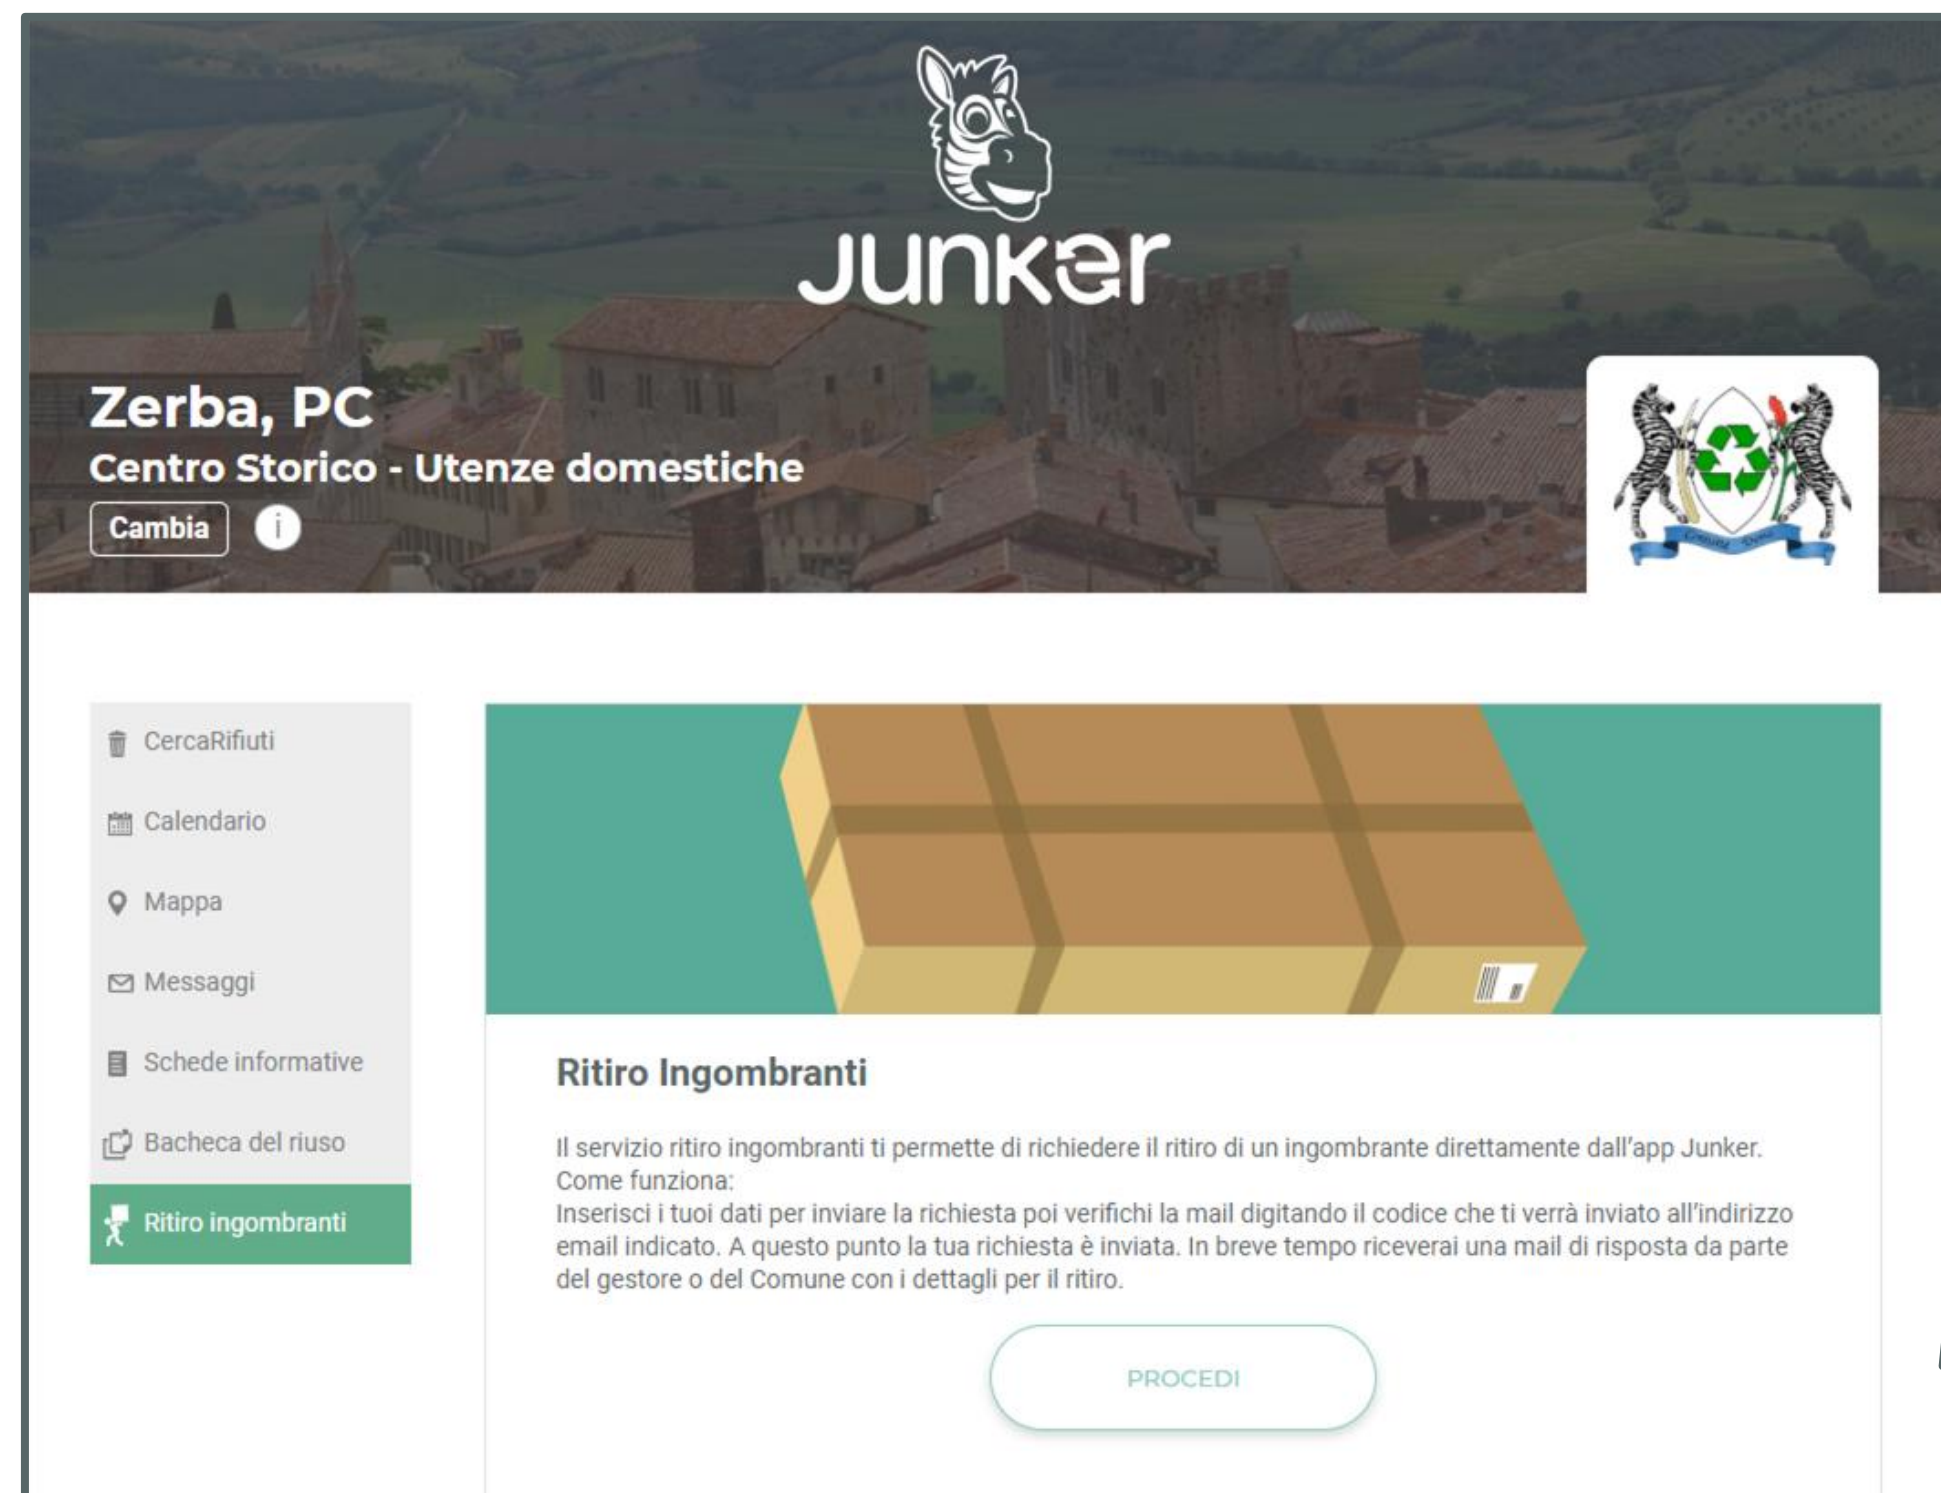 Junker
Zerba, PC
Centro Storico - Utenze domestiche
Cambia
i
CercaRifiuti
Calendario
Mappa
Messaggi
Schede informative
Bacheca del riuso
Ritiro ingombranti
Ritiro Ingombranti
Il servizio ritiro ingombranti ti permette di richiedere il ritiro di un ingombrante direttamente dall'app Junker.
Come funziona:
Inserisci i tuoi dati per inviare la richiesta poi verifichi la mail digitando il codice che ti verrà inviato all'indirizzo
email indicato. A questo punto la tua richiesta è inviata. In breve tempo riceverai una mail di risposta da parte
del gestore o del Comune con i dettagli per il ritiro.
PROCEDI